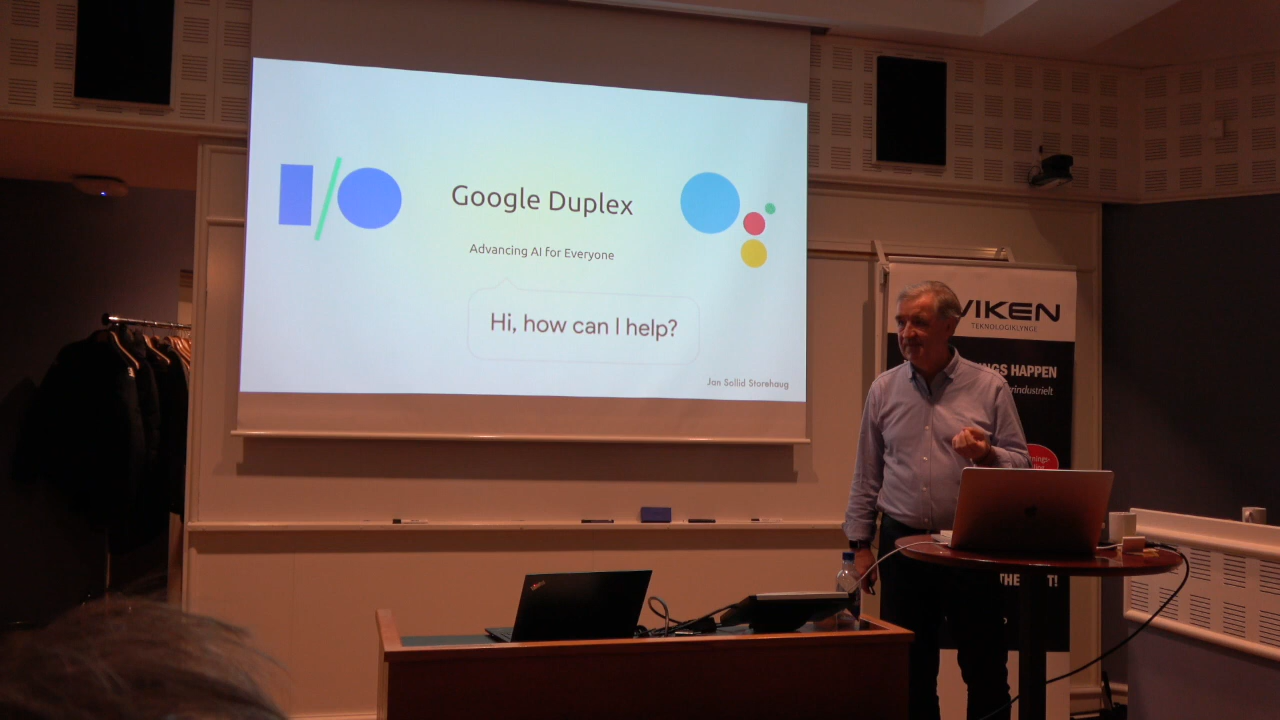 I/O
Google Duplex
Advancing AI for Everyone
Hi, how can I help?
Jan Sollid Storehaug
VIKEN
TEKNOLOGIKLYNGE
HAPPEN